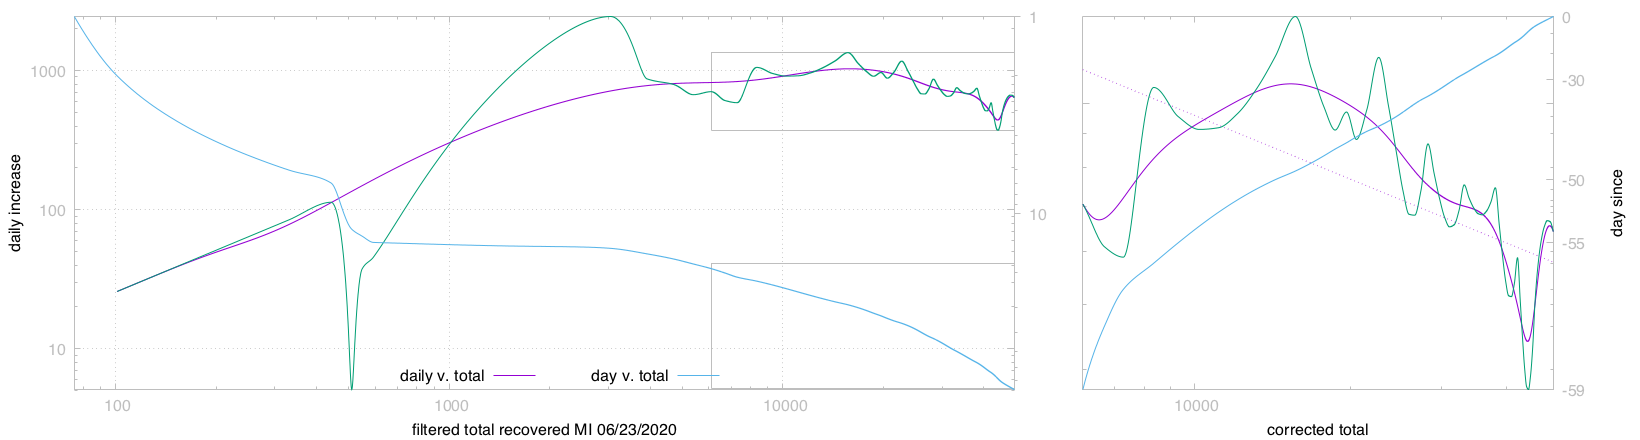 1000
100
10
daily increase
100
1000
10000
1
10
daily v. total
day v. total
filtered total recovered MI 06/23/2020
0
-30
-50
-55
-59
day since
10000
corrected total